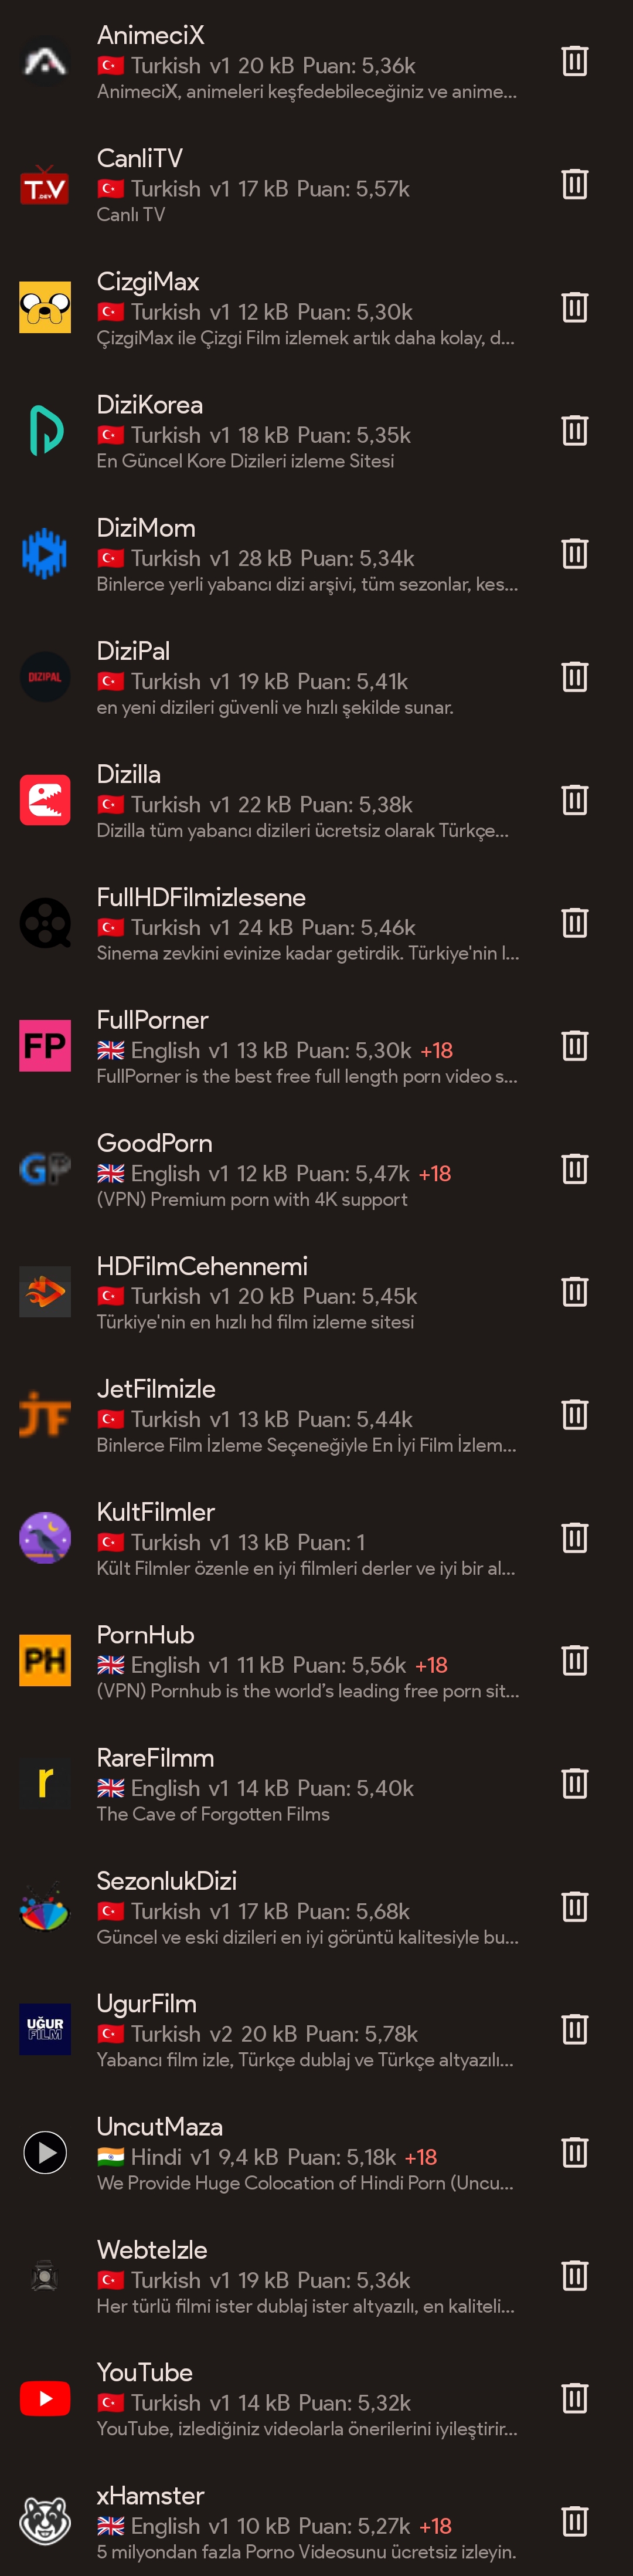 AnimeciX
Turkish v1 20 kB Puan: 5,36k
AnimeciX, animeleri keşfedebileceğiniz ve anime...
T.V
.DEV
CanliTV
Turkish v1 17 kB Puan: 5,57k
Canlı TV
CizgiMax
Turkish v1 12 kB Puan: 5,30k
ÇizgiMax ile Çizgi Film izlemek artık daha kolay, d...
DiziKorea
Turkish v1 18 kB Puan: 5,35k
En Güncel Kore Dizileri izleme Sitesi
DiziMom
Turkish v1 28 kB Puan: 5,34k
Binlerce yerli yabancı dizi arşivi, tüm sezonlar, kes...
DIZIPAL
DiziPal
Turkish v1 19 kB Puan: 5,41k
en yeni dizileri güvenli ve hızlı şekilde sunar.
Dizilla
Turkish v1 22 kB Puan: 5,38k
Dizilla tüm yabancı dizileri ücretsiz olarak Türkçe...
FullHDFilmizlesene
Turkish v1 24 kB Puan: 5,46k
Sinema zevkini evinize kadar getirdik. Türkiye'nin l...
FP
FullPorner
English v1 13 kB Puan: 5,30k +18
FullPorner is the best free full length porn video s...
GP
GoodPorn
English v1 12 kB Puan: 5,47k +18
(VPN) Premium porn with 4K support
HDFilmCehennemi
Turkish v1 20 kB Puan: 5,45k
Türkiye'nin en hızlı hd film izleme sitesi
JF
JetFilmizle
Turkish v1 13 kB Puan: 5,44k
Binlerce Film İzleme Seçeneğiyle En İyi Film İzlem...
KultFilmler
Turkish v1 13 kB Puan: 1
Kült Filmler özenle en iyi filmleri derler ve iyi bir al...
PH
PornHub
English v1 11 kB Puan: 5,56k +18
(VPN) Pornhub is the world’s leading free porn sit...
r
RareFilmm
English v1 14 kB Puan: 5,40k
The Cave of Forgotten Films
SezonlukDizi
Turkish v1 17 kB Puan: 5,68k
Güncel ve eski dizileri en iyi görüntü kalitesiyle bu...
UĞUR
FİLM
UgurFilm
Turkish v2 20 kB Puan: 5,78k
Yabancı film izle, Türkçe dublaj ve Türkçe altyazılı...
UncutMaza
Hindi v1 9,4 kB Puan: 5,18k +18
We Provide Huge Colocation of Hindi Porn (Uncu...
WebteIzle
Turkish v1 19 kB Puan: 5,36k
Her türlü filmi ister dublaj ister altyazılı, en kaliteli...
YouTube
Turkish v1 14 kB Puan: 5,32k
YouTube, izlediğiniz videolarla önerilerini iyileştirir...
xHamster
English v1 10 kB Puan: 5,27k +18
5 milyondan fazla Porno Videosunu ücretsiz izleyin.